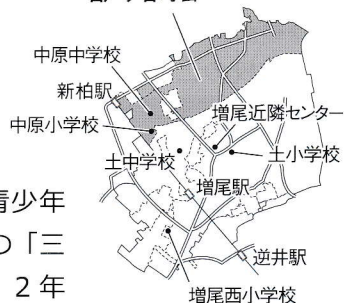 中原中学校
新柏駅
中原小学校
増尾近隣センター
土中学校
土小学校
増尾駅
逆井駅
増尾西小学校
青少年
の「三
2年